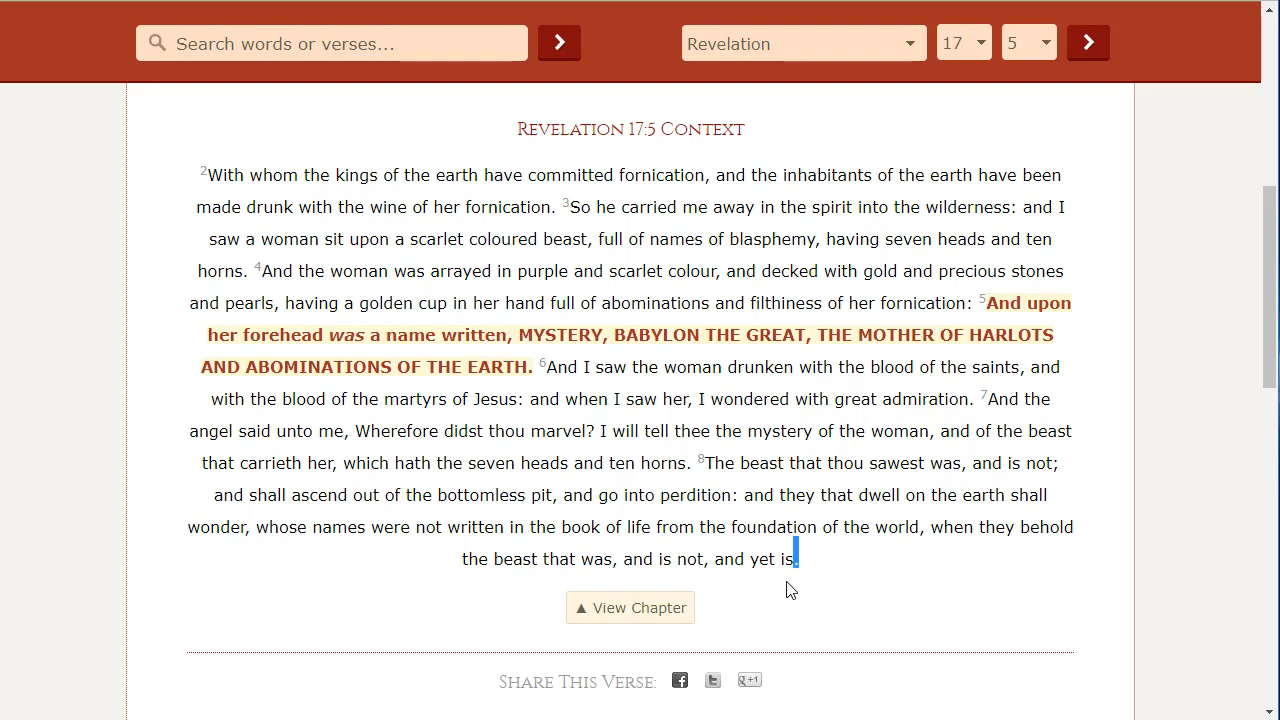 Search words or verses...
Revelation 17 5
Revelation 17:5 Context
2With whom the kings of the earth have committed fornication, and the inhabitants of the earth have been
made drunk with the wine of her fornication. 3So he carried me away in the spirit into the wilderness: and I
saw a woman sit upon a scarlet coloured beast, full of names of blasphemy, having seven heads and ten
horns. 4And the woman was arrayed in purple and scarlet colour, and decked with gold and precious stones
and pearls, having a golden cup in her hand full of abominations and filthiness of her fornication: 5And upon
her forehead was a name written, MYSTERY, BABYLON THE GREAT, THE MOTHER OF HARLOTS
AND ABOMINATIONS OF THE EARTH. 6And I saw the woman drunken with the blood of the saints, and
with the blood of the martyrs of Jesus: and when I saw her, I wondered with great admiration. 7And the
angel said unto me, Wherefore didst thou marvel? I will tell thee the mystery of the woman, and of the beast
that carrieth her, which hath the seven heads and ten horns. 8The beast that thou sawest was, and is not;
and shall ascend out of the bottomless pit, and go into perdition: and they that dwell on the earth shall
wonder, whose names were not written in the book of life from the foundation of the world, when they behold
the beast that was, and is not, and yet is.
▲ View Chapter
Share This Verse: f t g+1